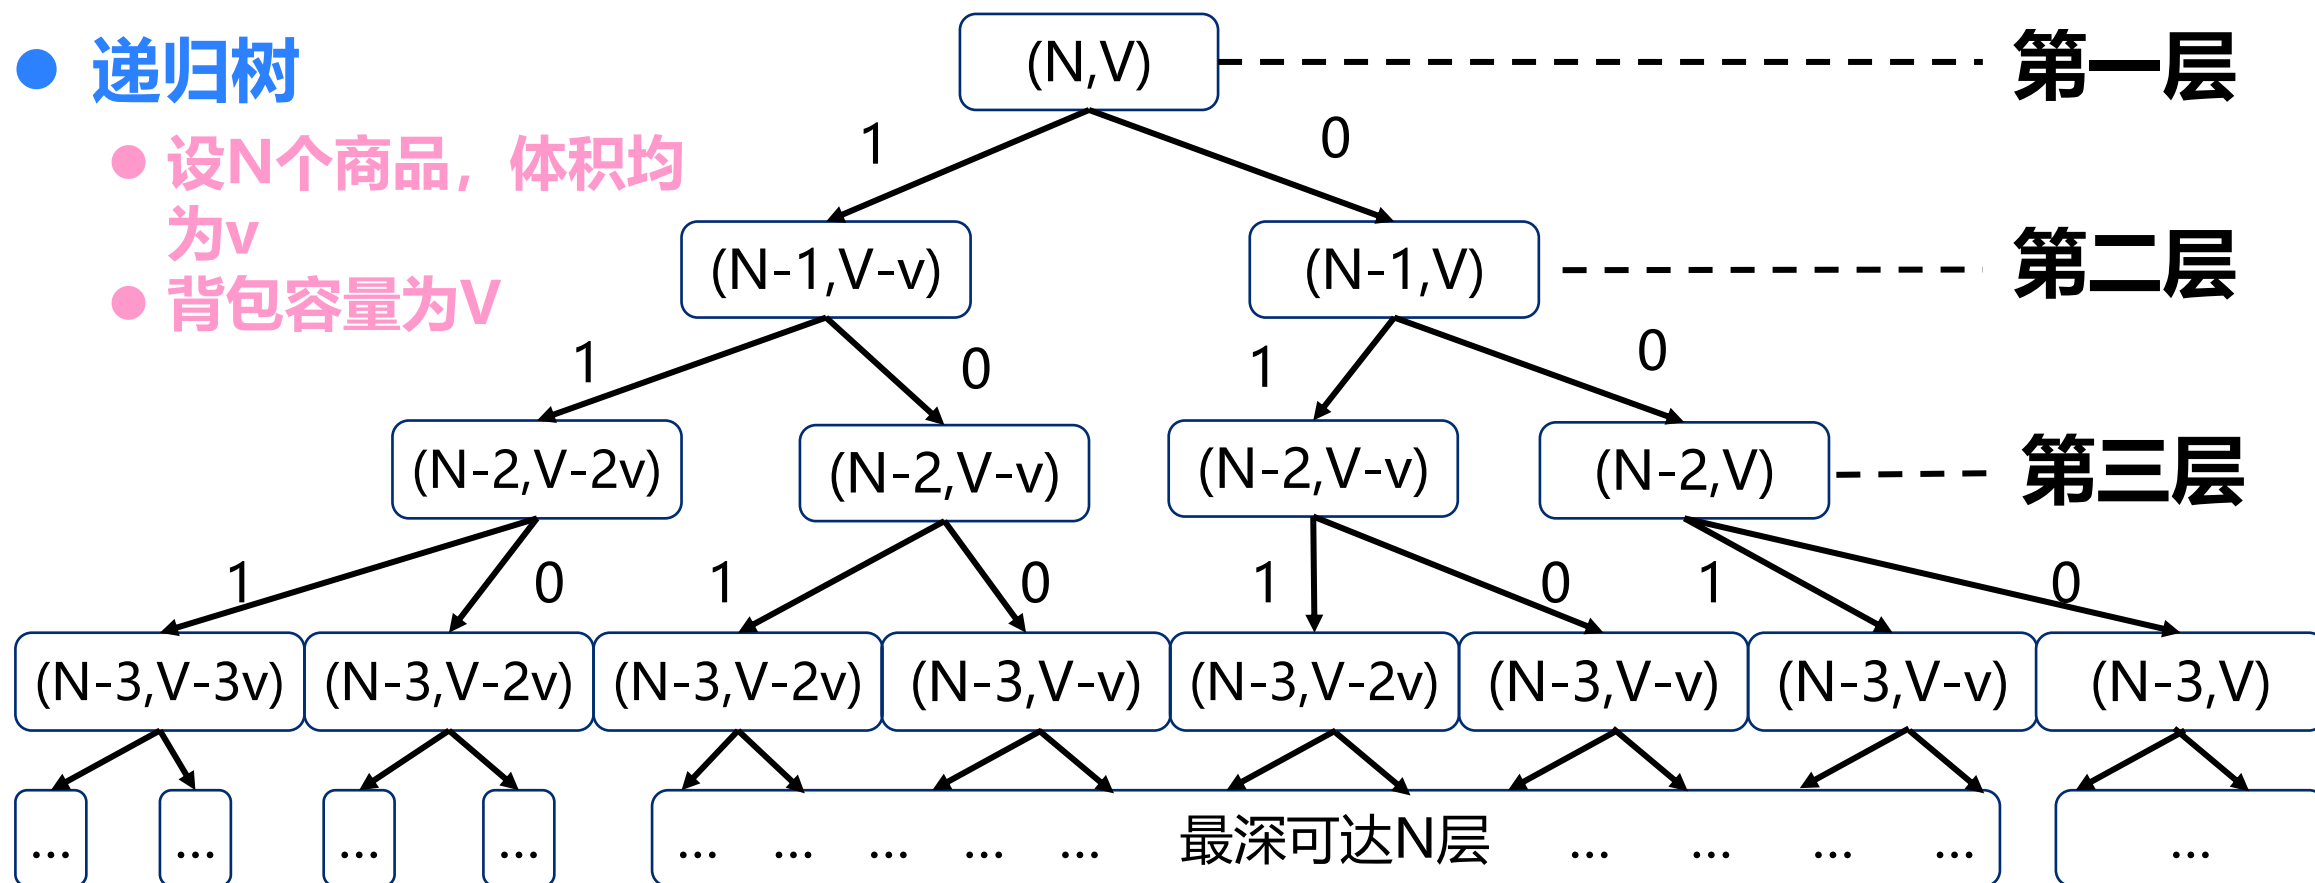 递归树
设N个商品，体积均
为v
背包容量为V
(N,V)
第一层
1
0
(N-1,V-v)
(N-1,V)
第二层
1
0
1
0
(N-2,V-2v)
(N-2,V-v)
(N-2,V-v)
(N-2,V)
第三层
1
0
1
0
1
0
1
0
(N-3,V-3v)
(N-3,V-2v)
(N-3,V-2v)
(N-3,V-v)
(N-3,V-2v)
(N-3,V-v)
(N-3,V-v)
(N-3,V)
...
...
...
...
... ... ... ... ... 最深可达N层 ... ... ... ...
...